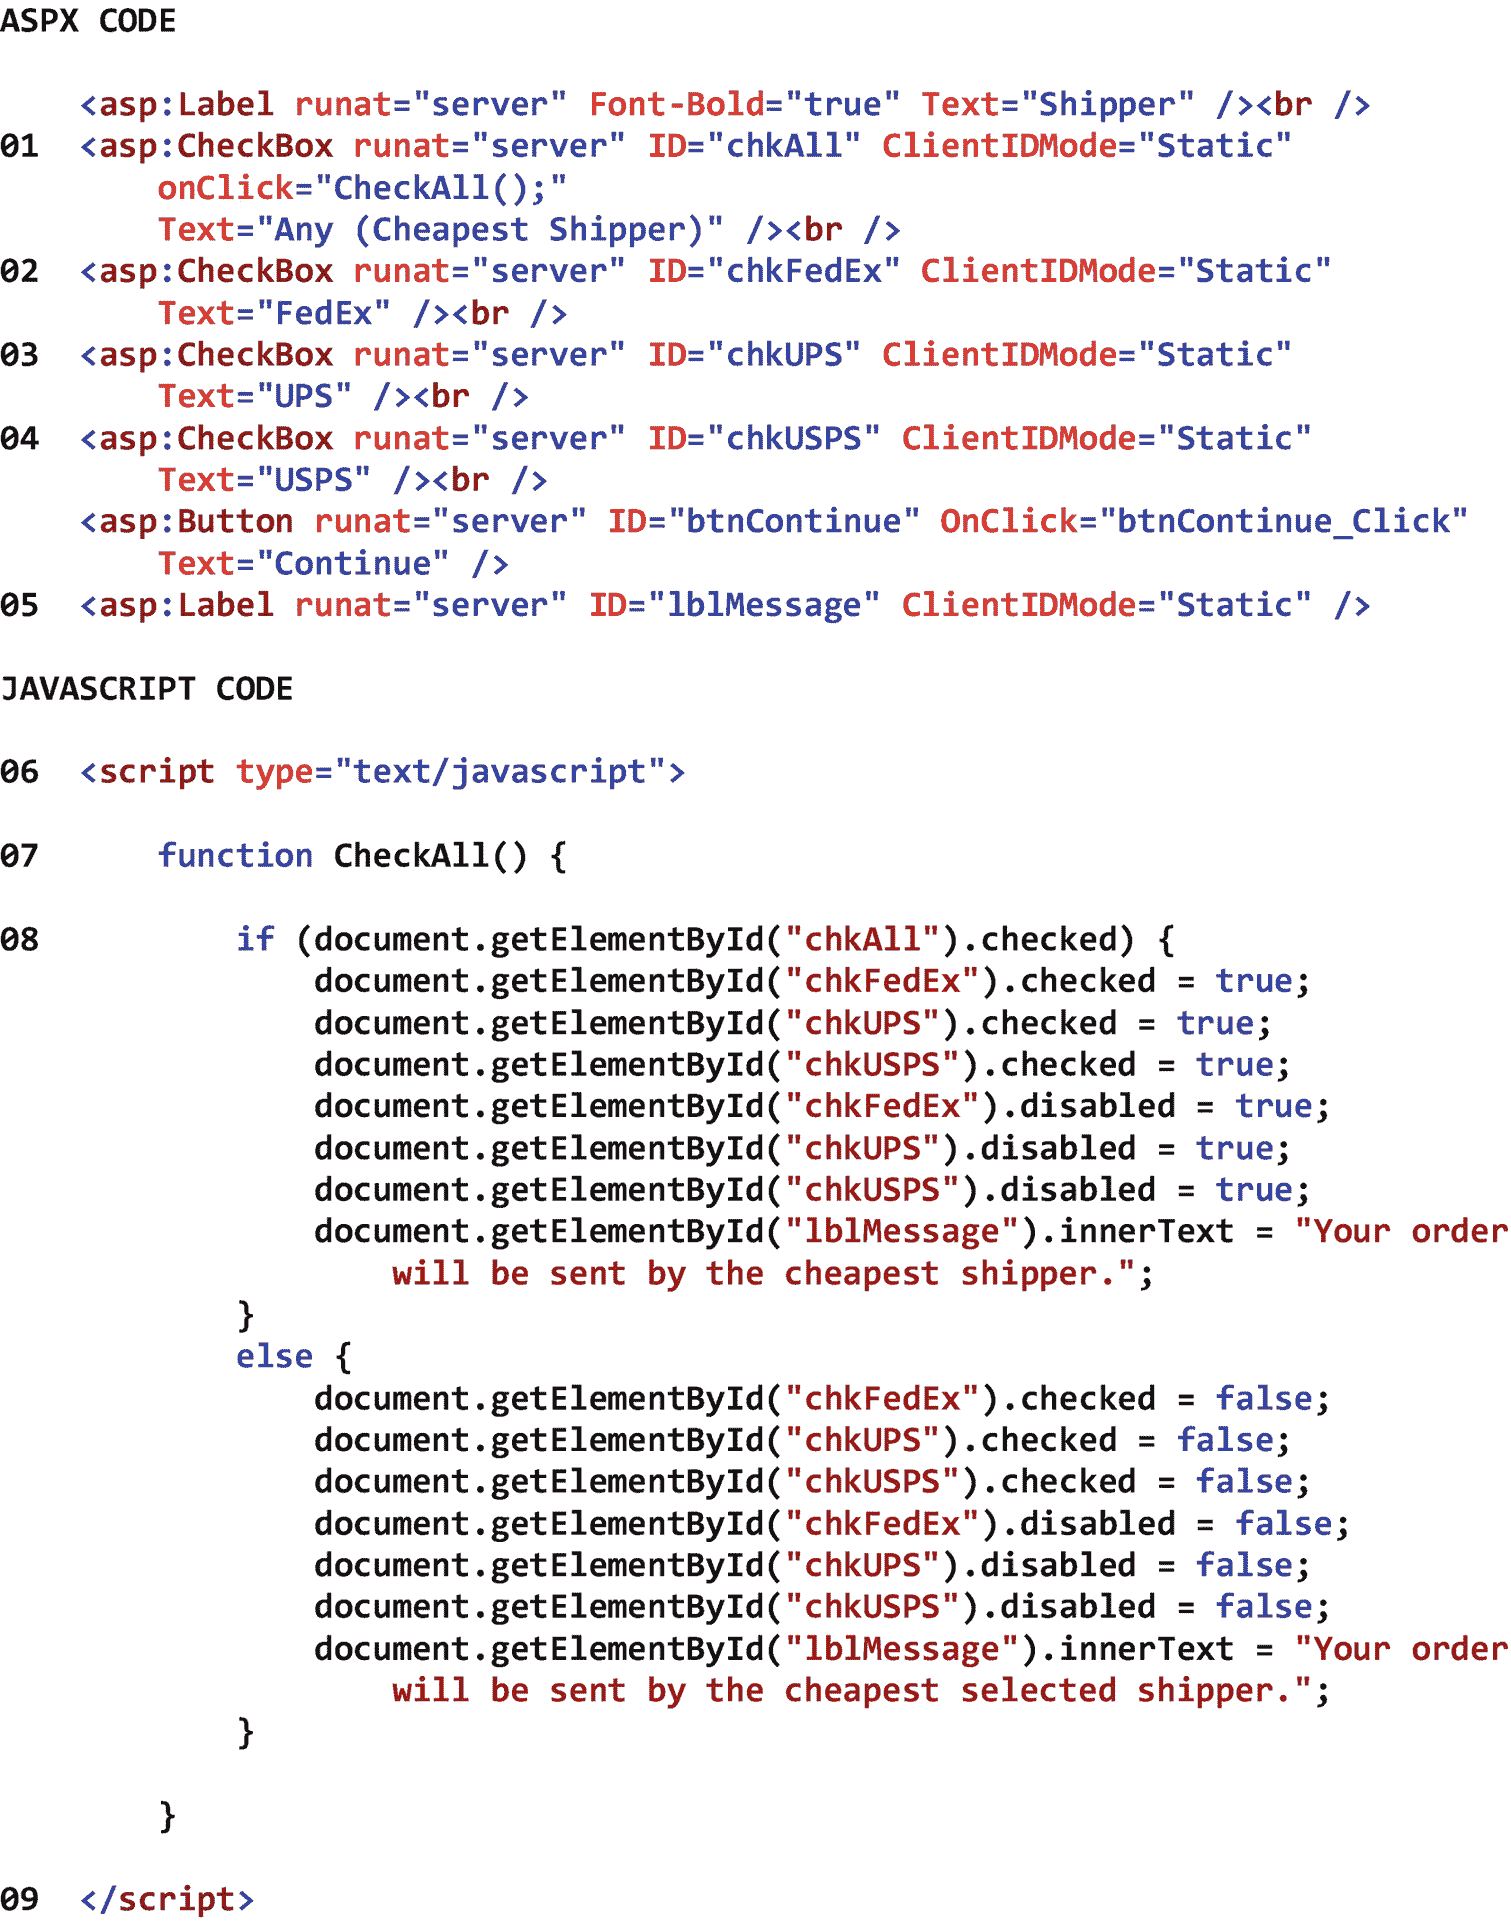 ASPX CODE
<asp:Label runat="server" Font-Bold="true" Text="Shipper" /><br />
01 <asp:CheckBox runat="server" ID="chkAll" ClientIDMode="Static"
onClick="CheckAll();"
Text="Any (Cheapest Shipper)" /><br />
02 <asp:CheckBox runat="server" ID="chkFedEx" ClientIDMode="Static"
Text="FedEx" /><br />
03 <asp:CheckBox runat="server" ID="chkUPS" ClientIDMode="Static"
Text="UPS" /><br />
04 <asp:CheckBox runat="server" ID="chkUSPS" ClientIDMode="Static"
Text="USPS" /><br />
<asp:Button runat="server" ID="btnContinue" OnClick="btnContinue_Click"
Text="Continue" />
05 <asp:Label runat="server" ID="lblMessage" ClientIDMode="Static" />
JAVASCRIPT CODE
06 <script type="text/javascript">
07 function CheckAll() {
08 if (document.getElementById("chkAll").checked) {
document.getElementById("chkFedEx").checked = true;
document.getElementById("chkUPS").checked = true;
document.getElementById("chkUSPS").checked = true;
document.getElementById("chkFedEx").disabled = true;
document.getElementById("chkUPS").disabled = true;
document.getElementById("chkUSPS").disabled = true;
document.getElementById("lblMessage").innerText = "Your order
will be sent by the cheapest shipper.";
}
else {
document.getElementById("chkFedEx").checked = false;
document.getElementById("chkUPS").checked = false;
document.getElementById("chkUSPS").checked = false;
document.getElementById("chkFedEx").disabled = false;
document.getElementById("chkUPS").disabled = false;
document.getElementById("chkUSPS").disabled = false;
document.getElementById("lblMessage").innerText = "Your order
will be sent by the cheapest selected shipper.";
}
}
09 </script>